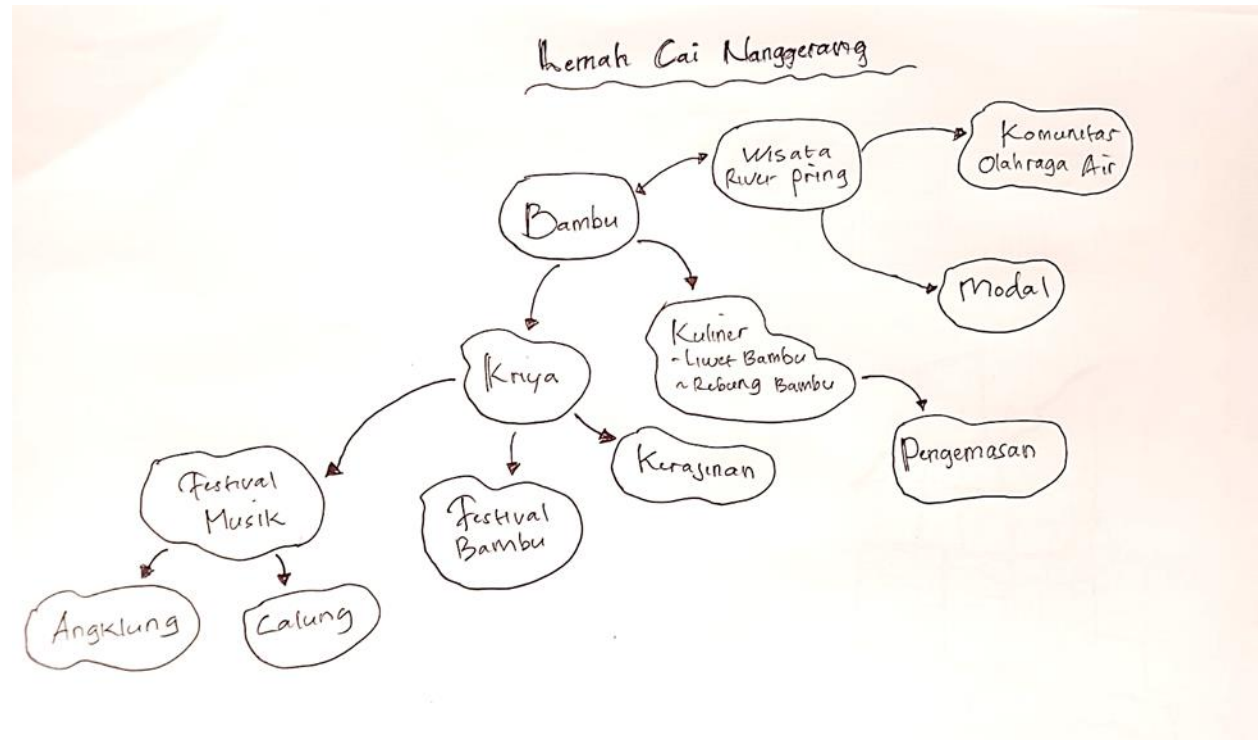 Lemah Cai Nanggerang
Wisata
River pring
Komunitas
Olahraga Air
Bambu
Modal
Kuliner
- Liwet Bambu
~ Rebung Bambu
Kriya
Pengemasan
Kerajinan
Festival
Musik
Festival
Bambu
Angklung
Calung